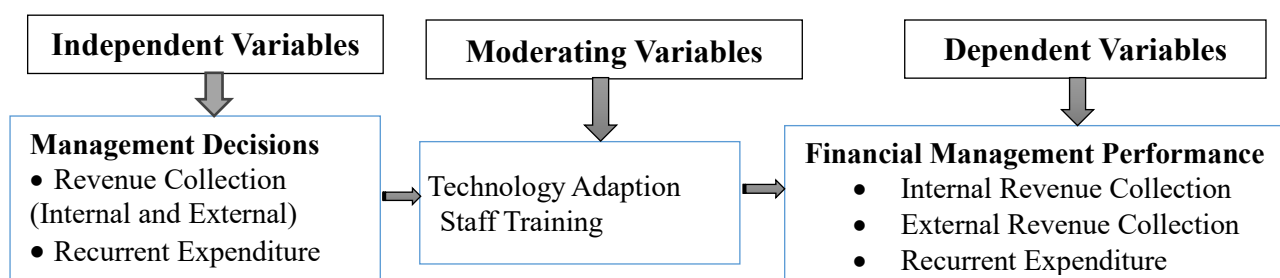 Independent Variables
Moderating Variables
Dependent Variables
Management Decisions
• Revenue Collection
(Internal and External)
• Recurrent Expenditure
Technology Adaption
Staff Training
Financial Management Performance
• Internal Revenue Collection
• External Revenue Collection
• Recurrent Expenditure